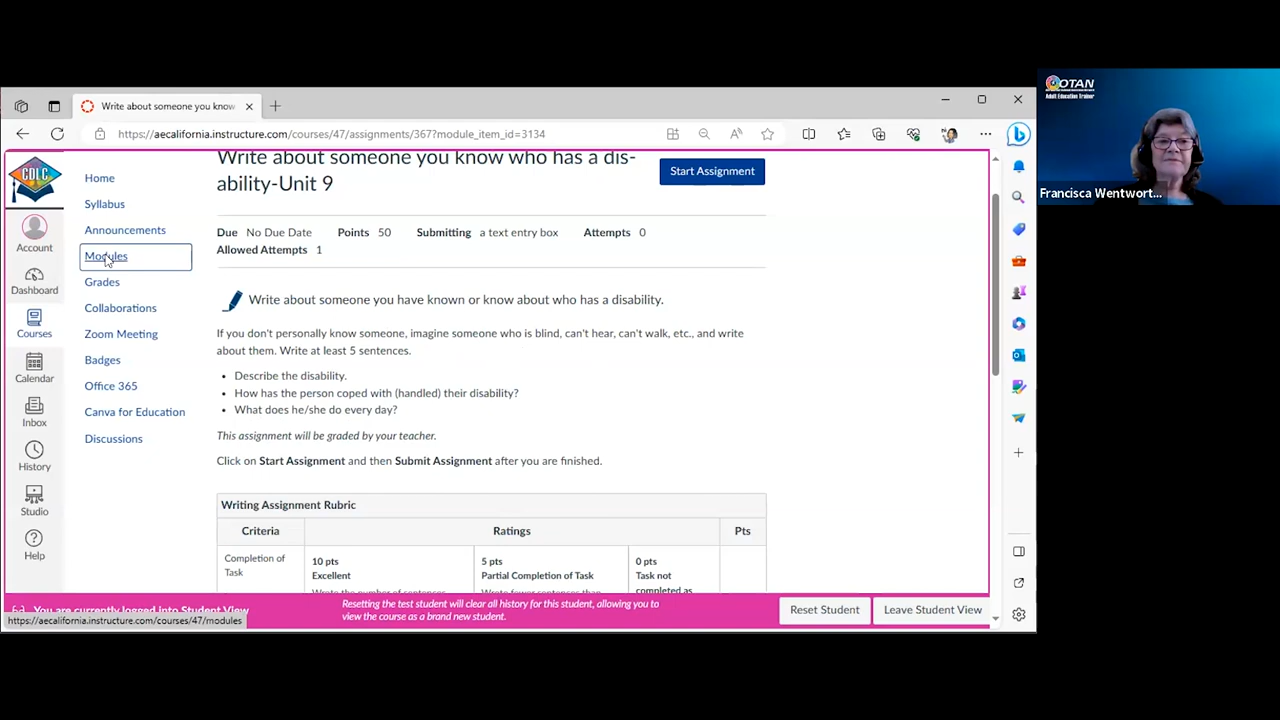 Write about someone you know
https://aecalifornia.instructure.com/courses/47/assignments/367?module_item_id=3134
CDLC
Account
Dashboard
Courses
Calendar
Inbox
History
Studio
Help
Home
Syllabus
Announcements
Modules
Grades
Collaborations
Zoom Meeting
Badges
Office 365
Canva for Education
Discussions
Write about someone you know who has a dis-
ability-Unit 9
Start Assignment
Due No Due Date Points 50 Submitting a text entry box Attempts 0
Allowed Attempts 1
Write about someone you have known or know about who has a disability.
If you don't personally know someone, imagine someone who is blind, can't hear, can't walk, etc., and write
about them. Write at least 5 sentences.
• Describe the disability.
• How has the person coped with (handled) their disability?
• What does he/she do every day?
This assignment will be graded by your teacher.
Click on Start Assignment and then Submit Assignment after you are finished.
Writing Assignment Rubric
Criteria Ratings Pts
Completion of
Task
10 pts
Excellent
Wrote the number of sentences
5 pts
Partial Completion of Task
Wrote fewer sentences than
0 pts
Task not
completed as
You are currently logged into Student View
Resetting the test student will clear all history for this student, allowing you to
view the course as a brand new student.
Reset Student
Leave Student View
https://aecalifornia.instructure.com/courses/47/modules
OTAN
Adult Education Trainer
Francisca Wentwort...